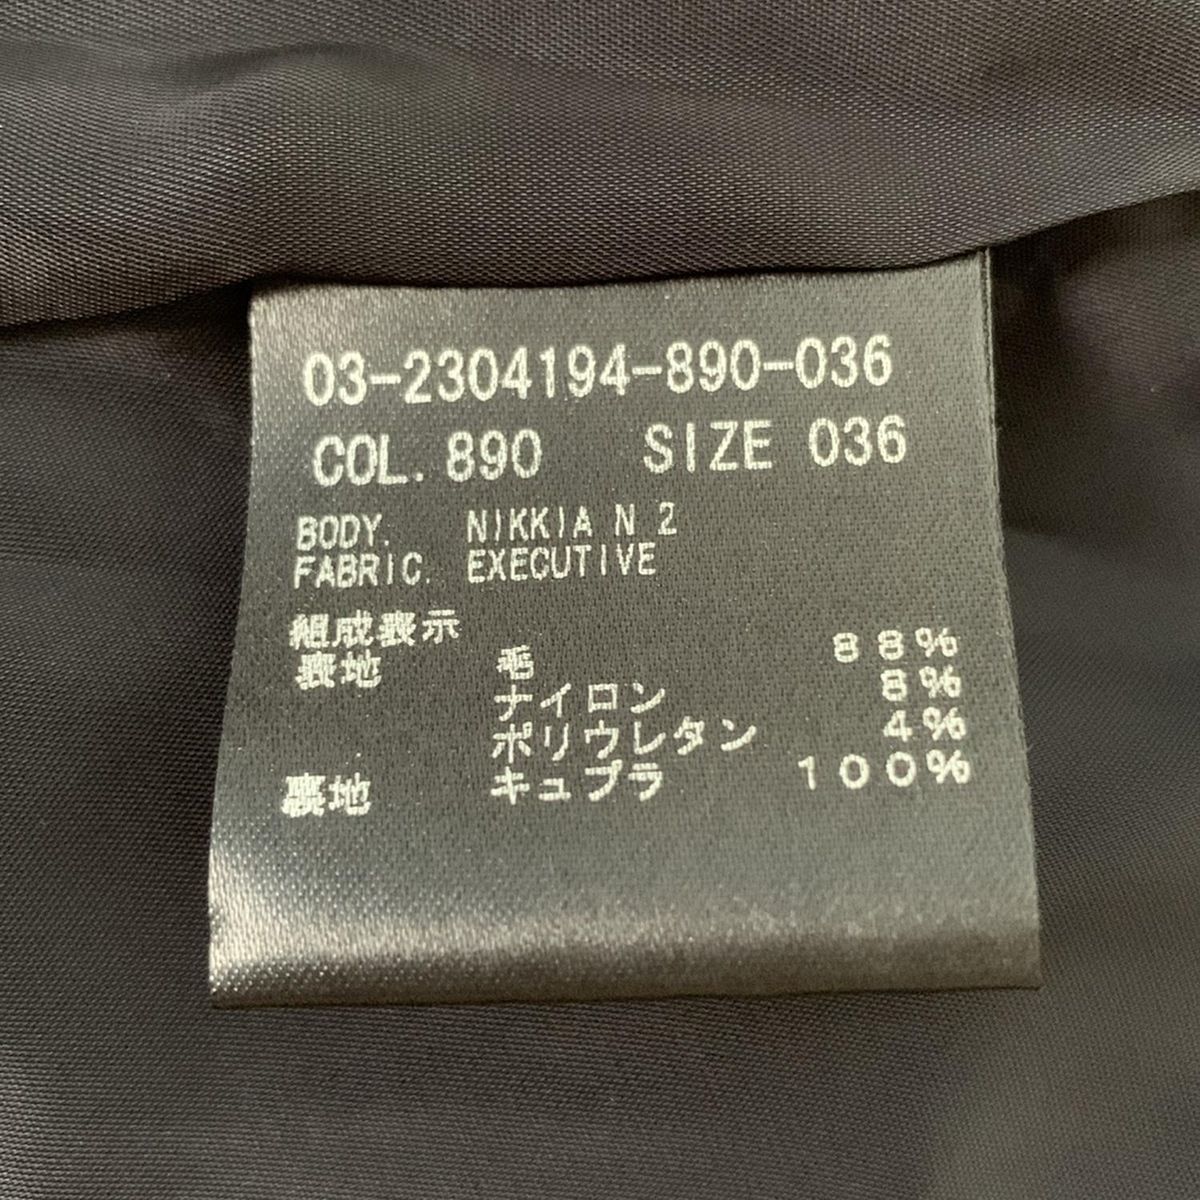 03-2304194-890-036
COL. 890 SIZE 036
BODY. NIKKIA N 2
FABRIC. EXECUTIVE
組成表示
表地 毛 88%
ナイロン 8%
ポリウレタン 4%
裏地 キュプラ 100%